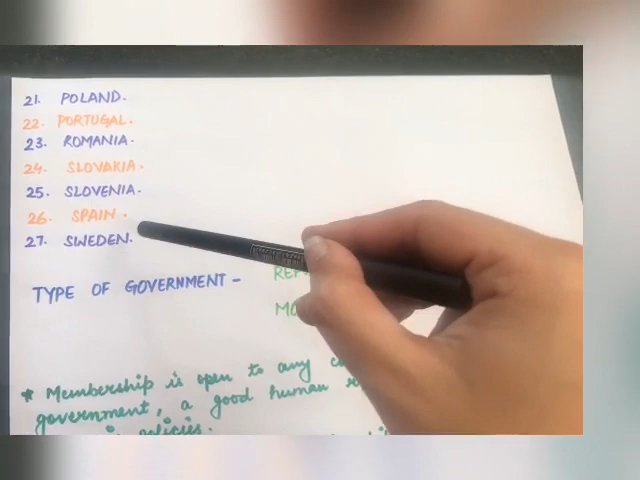 21. POLAND.
22. PORTUGAL.
23. ROMANIA.
24. SLOVAKIA.
25. SLOVENIA.
26. SPAIN.
27. SWEDEN.
TYPE OF GOVERNMENT -
* Membership is open to any
government, a good human
policies.